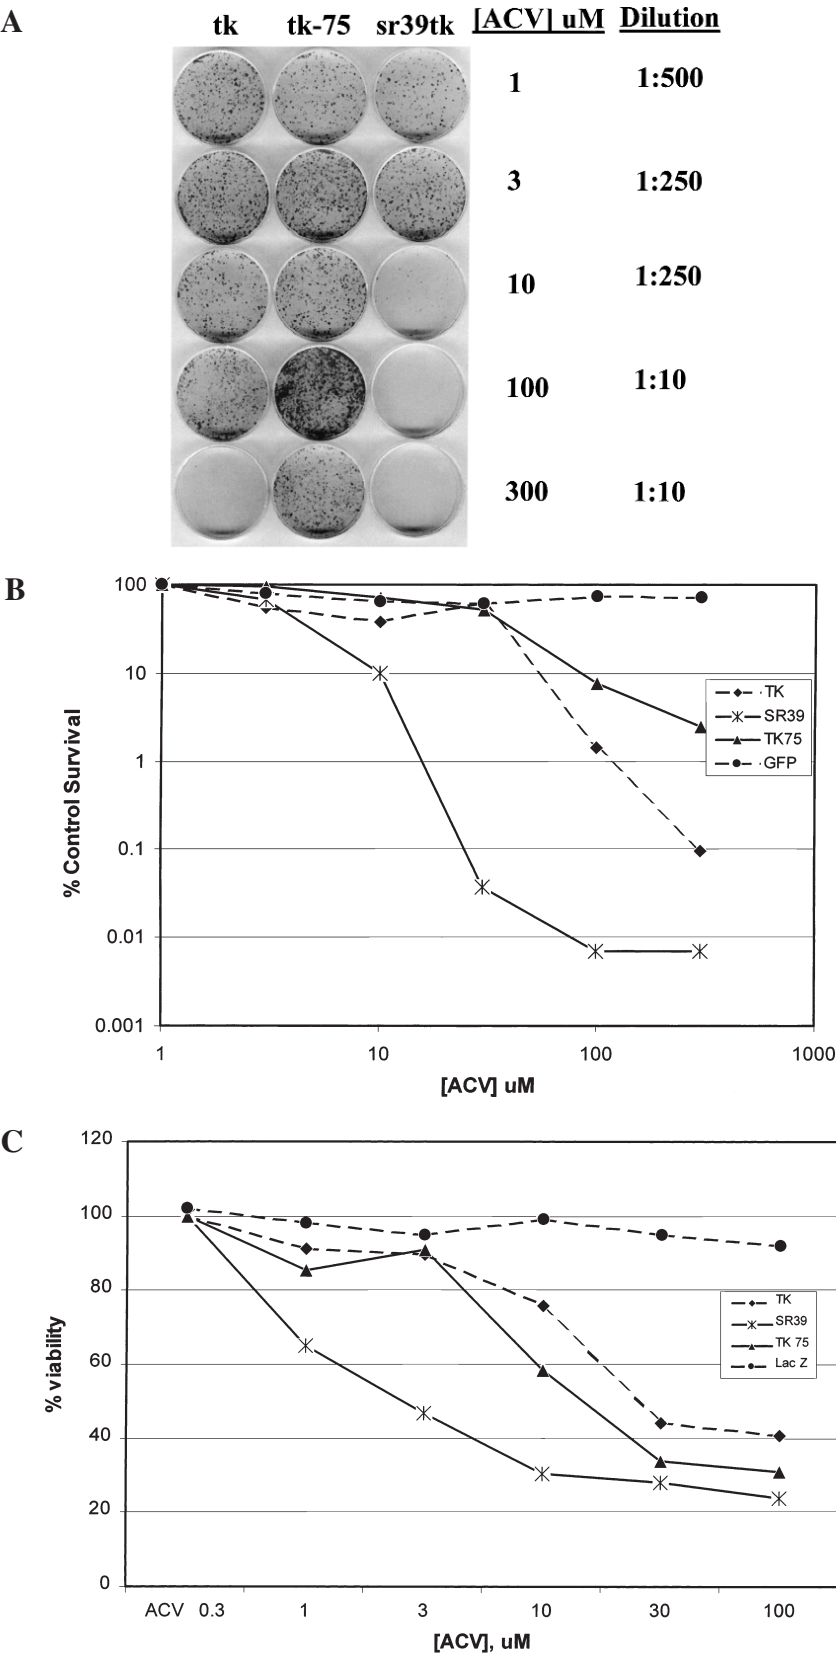 A
tk tk-75 sr39tk [ACV] uM Dilution
1 1:500
3 1:250
10 1:250
100 1:10
300 1:10
B
100
10
1
0.1
0.01
0.001
% Control Survival
1 10 100 1000
[ACV] uM
TK
SR39
TK75
GFP
C
120
100
80
60
40
20
0
% viability
ACV 0.3 1 3 10 30 100
[ACV], uM
TK
SR39
TK 75
Lac Z